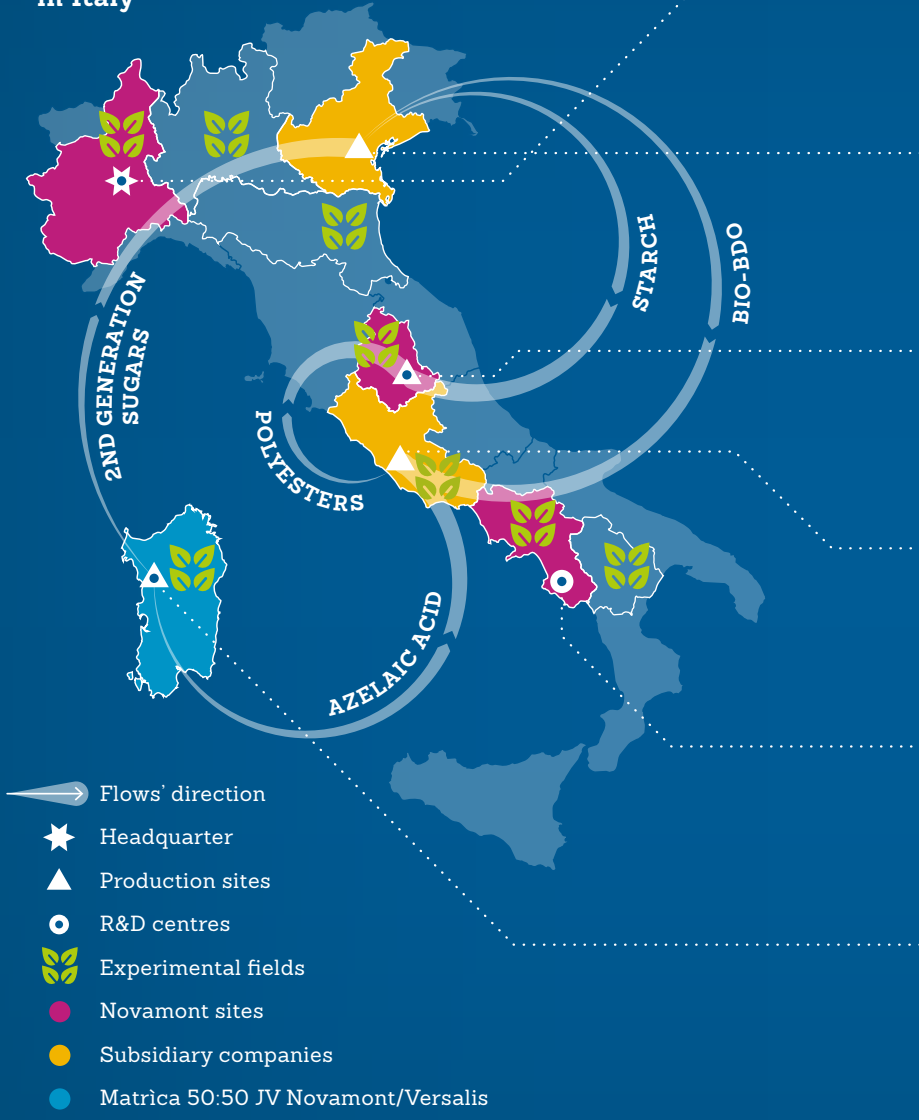 in Italy
STARCH
BIO-BDO
2ND GENERATION
SUGARS
POLYESTERS
AZELAIC ACID
Flows' direction
Headquarter
Production sites
R&D centres
Experimental fields
Novamont sites
Subsidiary companies
Matrìca 50:50 JV Novamont/Versalis